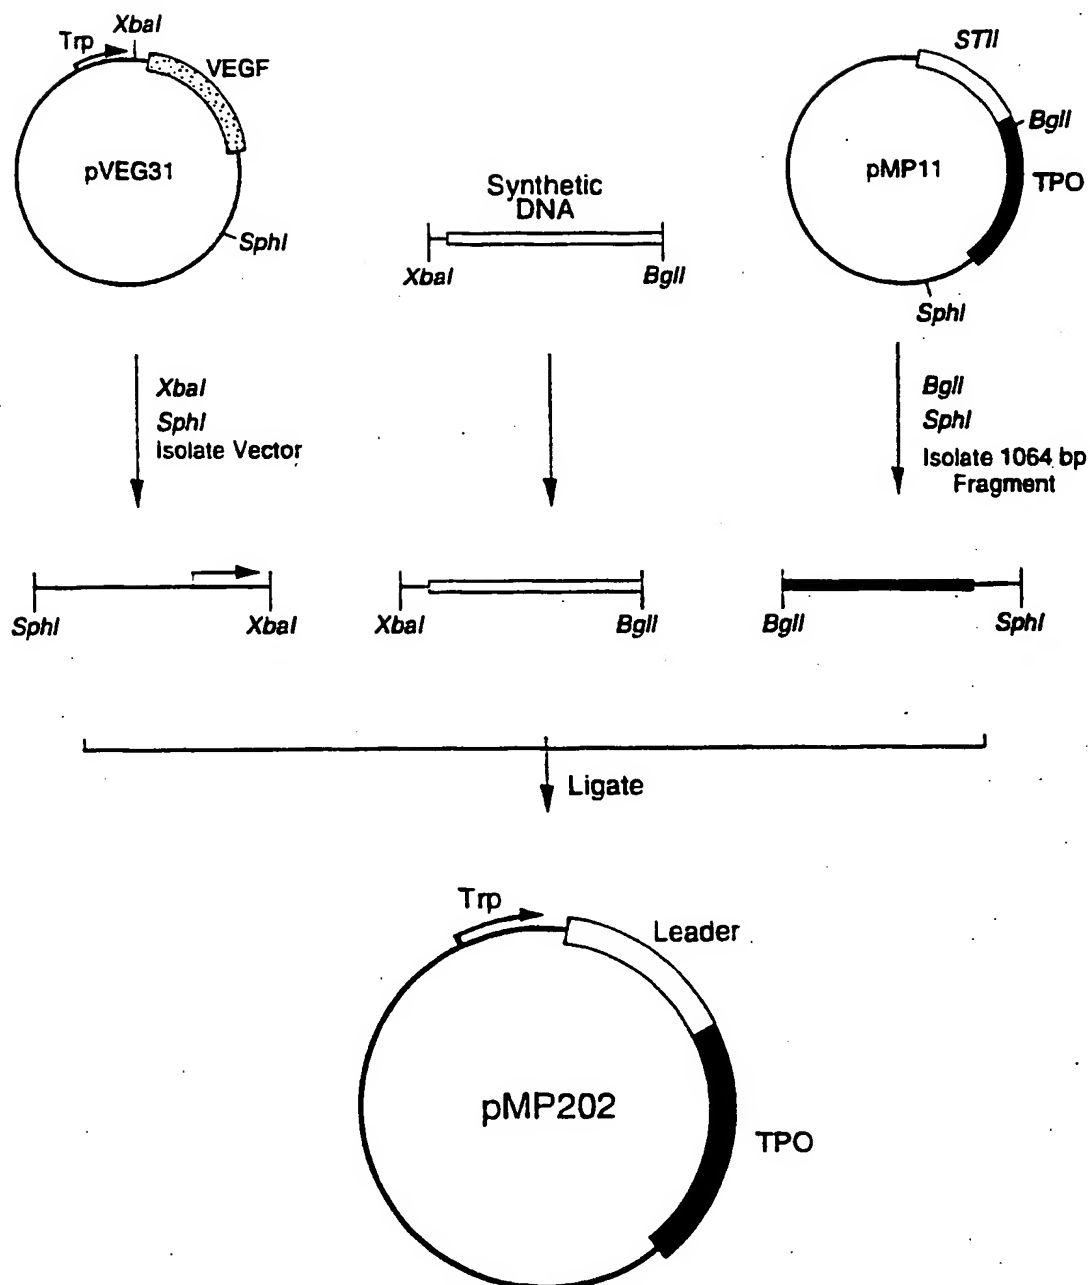 XbaI
Trp
VEGF
pVEG31
SphI
Synthetic
DNA
XbaI
BglI
STII
BglI
pMP11
TPO
SphI
XbaI
SphI
Isolate Vector
BglI
SphI
Isolate 1064 bp
Fragment
SphI
XbaI
XbaI
BglI
BglI
SphI
Ligate
Trp
Leader
pMP202
TPO